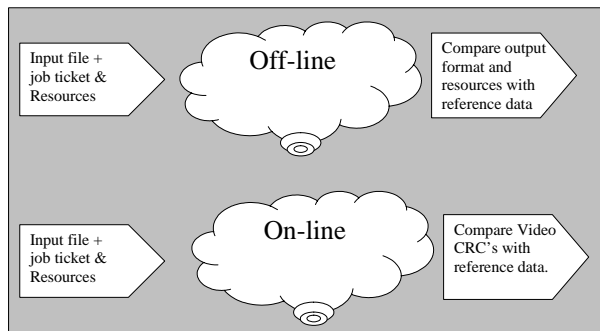 Input file +
job ticket &
Resources
Off-line
Compare output
format and
resources with
reference data
Input file +
job ticket &
Resources
On-line
Compare Video
CRC's with
reference data.